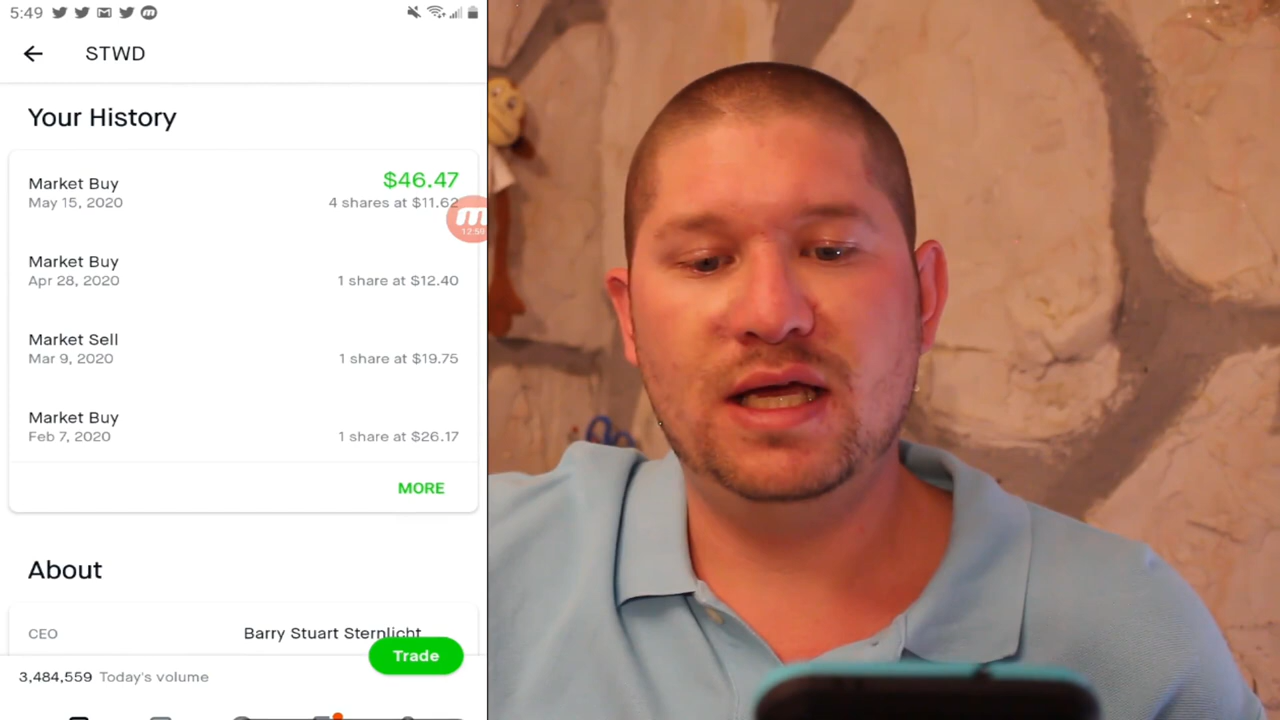 5:49
STWD
Your History
Market Buy $46.47
May 15, 2020 4 shares at $11.62
12:59
Market Buy
Apr 28, 2020 1 share at $12.40
Market Sell
Mar 9, 2020 1 share at $19.75
Market Buy
Feb 7, 2020 1 share at $26.17
MORE
About
CEO Barry Stuart Sternlicht
Trade
3,484,559 Today's volume